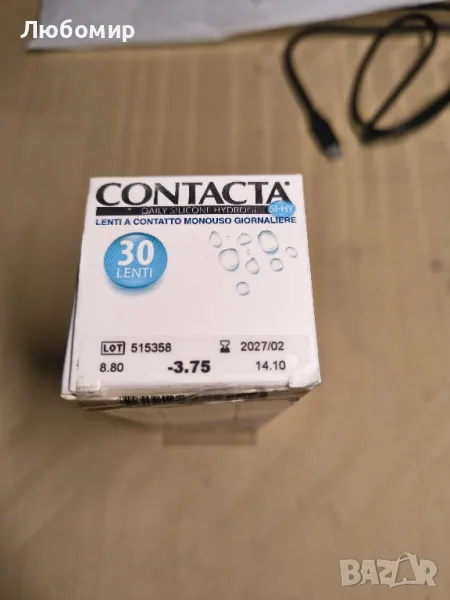 Любомир
CONTACTA
DAILY SILICONE HYDROGEL SI-HY
LENTI A CONTATTO MONOUSO GIORNALIERE
30
LENTI
LOT 515358 2027/02
8.80 -3.75 14.10
BAZAR